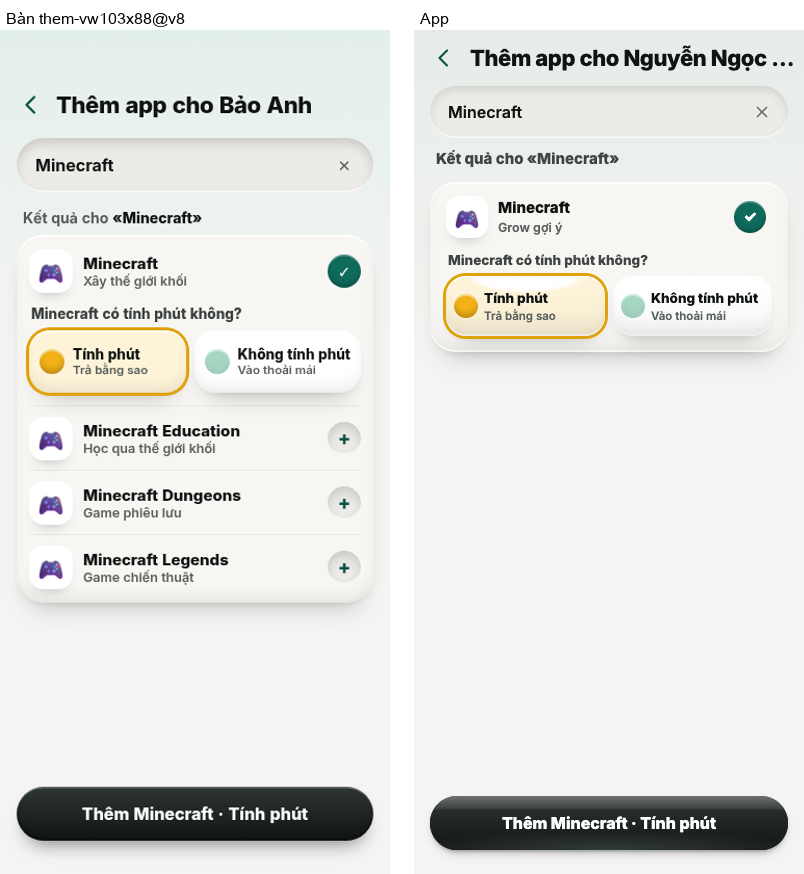 Bản them-vw103x88@v8
Thêm app cho Bảo Anh
Minecraft
Kết quả cho «Minecraft»
Minecraft
Xây thế giới khối
Minecraft có tính phút không?
Tính phút
Trả bằng sao
Không tính phút
Vào thoải mái
Minecraft Education
Học qua thế giới khối
Minecraft Dungeons
Game phiêu lưu
Minecraft Legends
Game chiến thuật
Thêm Minecraft · Tính phút
App
Thêm app cho Nguyễn Ngọc ...
Minecraft
Kết quả cho «Minecraft»
Minecraft
Grow gợi ý
Minecraft có tính phút không?
Tính phút
Trả bằng sao
Không tính phút
Vào thoải mái
Thêm Minecraft · Tính phút